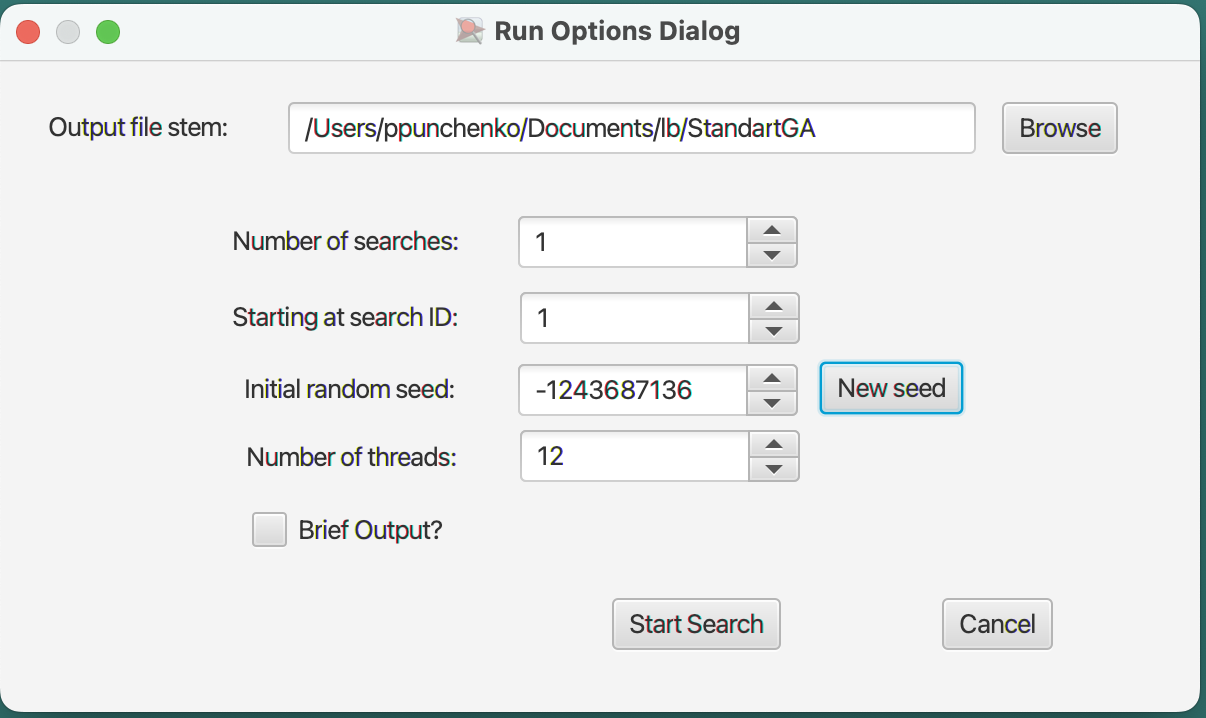 Run Options Dialog
Output file stem: /Users/ppunchenko/Documents/lb/StandartGA Browse
Number of searches: 1
Starting at search ID: 1
Initial random seed: -1243687136 New seed
Number of threads: 12
Brief Output?
Start Search Cancel